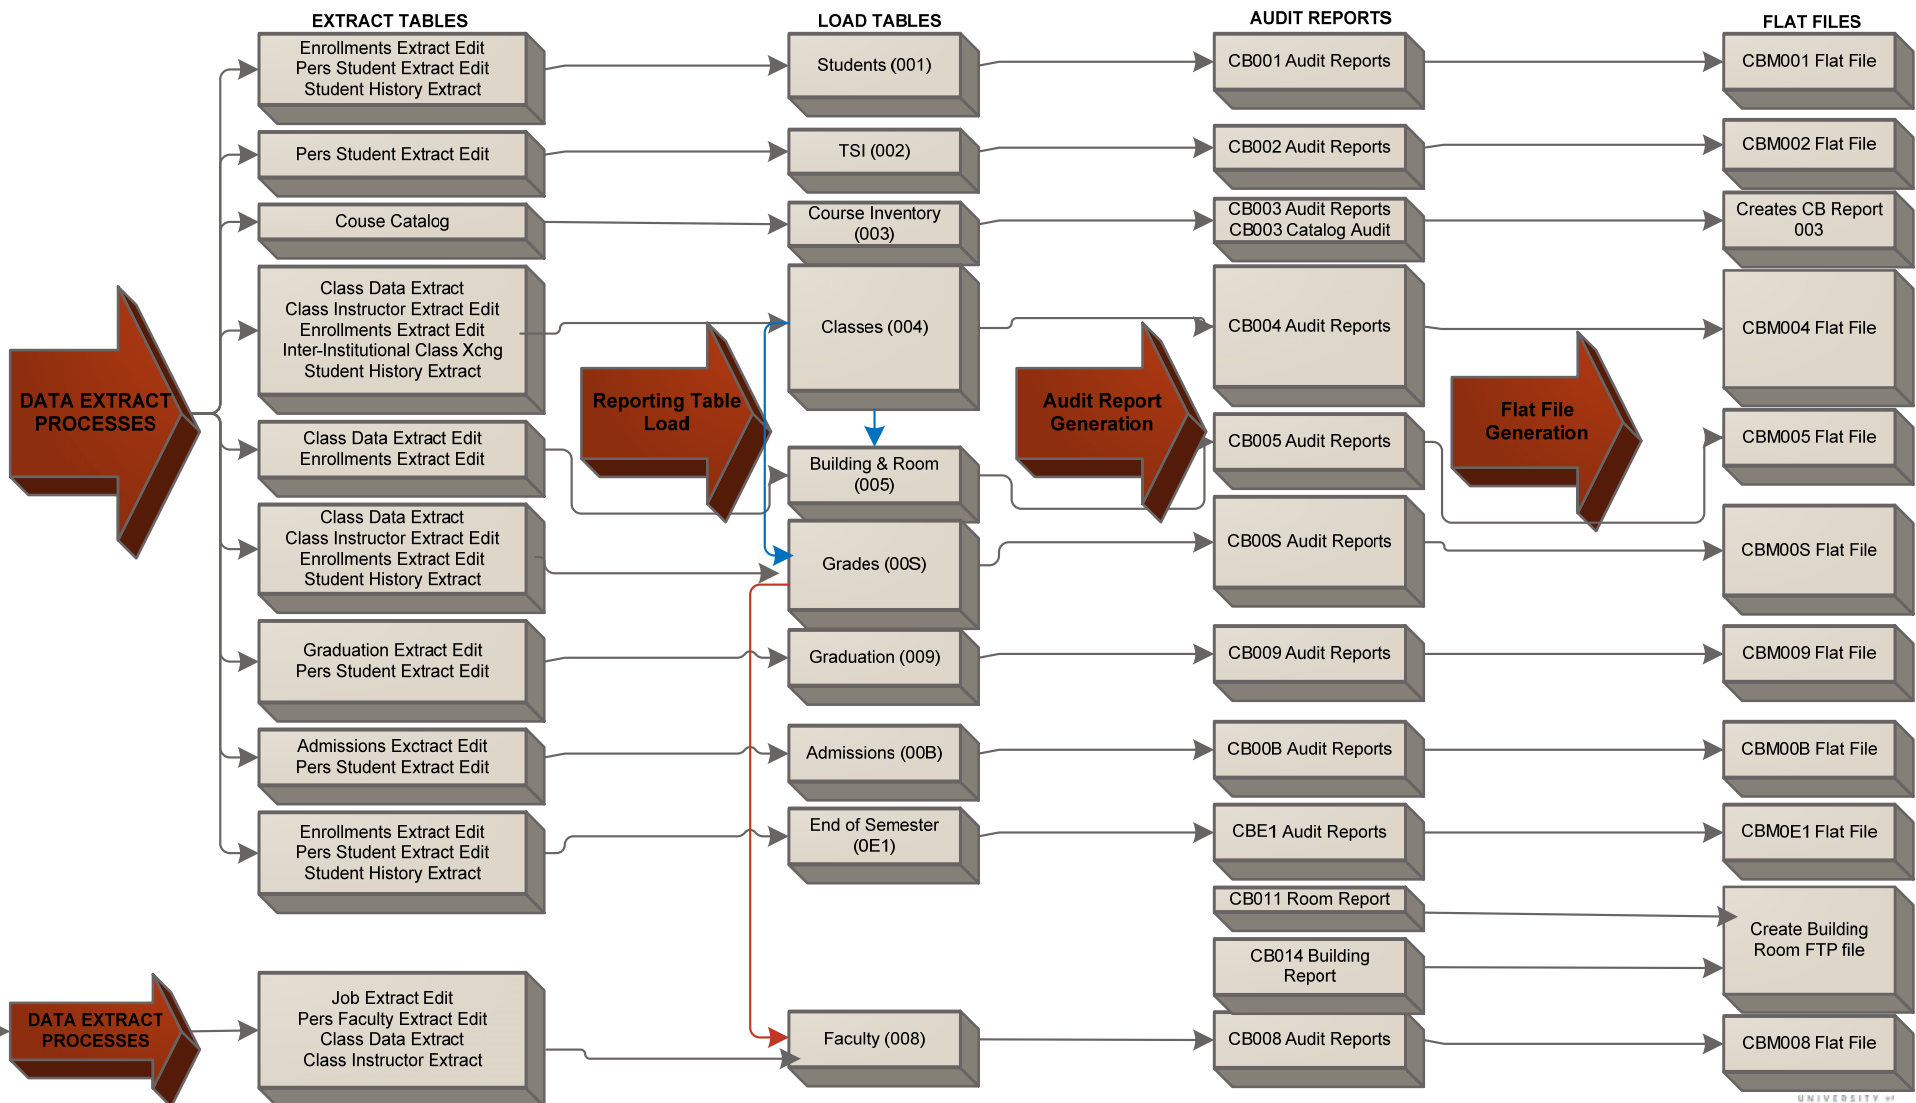 EXTRACT TABLES
LOAD TABLES
AUDIT REPORTS
FLAT FILES
Enrollments Extract Edit
Pers Student Extract Edit
Student History Extract
Students (001)
CB001 Audit Reports
CBM001 Flat File
Pers Student Extract Edit
TSI (002)
CB002 Audit Reports
CBM002 Flat File
Couse Catalog
Course Inventory
(003)
CB003 Audit Reports
CB003 Catalog Audit
Creates CB Report
003
Class Data Extract
Class Instructor Extract Edit
Enrollments Extract Edit
Inter-Institutional Class Xchg
Student History Extract
Classes (004)
CB004 Audit Reports
CBM004 Flat File
DATA EXTRACT
PROCESSES
Reporting Table
Load
Audit Report
Generation
Flat File
Generation
Class Data Extract Edit
Enrollments Extract Edit
Building & Room
(005)
CB005 Audit Reports
CBM005 Flat File
Class Data Extract
Class Instructor Extract Edit
Enrollments Extract Edit
Student History Extract
Grades (00S)
CB00S Audit Reports
CBM00S Flat File
Graduation Extract Edit
Pers Student Extract Edit
Graduation (009)
CB009 Audit Reports
CBM009 Flat File
Admissions Exctract Edit
Pers Student Extract Edit
Admissions (00B)
CB00B Audit Reports
CBM00B Flat File
Enrollments Extract Edit
Pers Student Extract Edit
Student History Extract
End of Semester
(0E1)
CBE1 Audit Reports
CBM0E1 Flat File
CB011 Room Report
CB014 Building
Report
Create Building
Room FTP file
DATA EXTRACT
PROCESSES
Job Extract Edit
Pers Faculty Extract Edit
Class Data Extract
Class Instructor Extract
Faculty (008)
CB008 Audit Reports
CBM008 Flat File
UNIVERSITY of